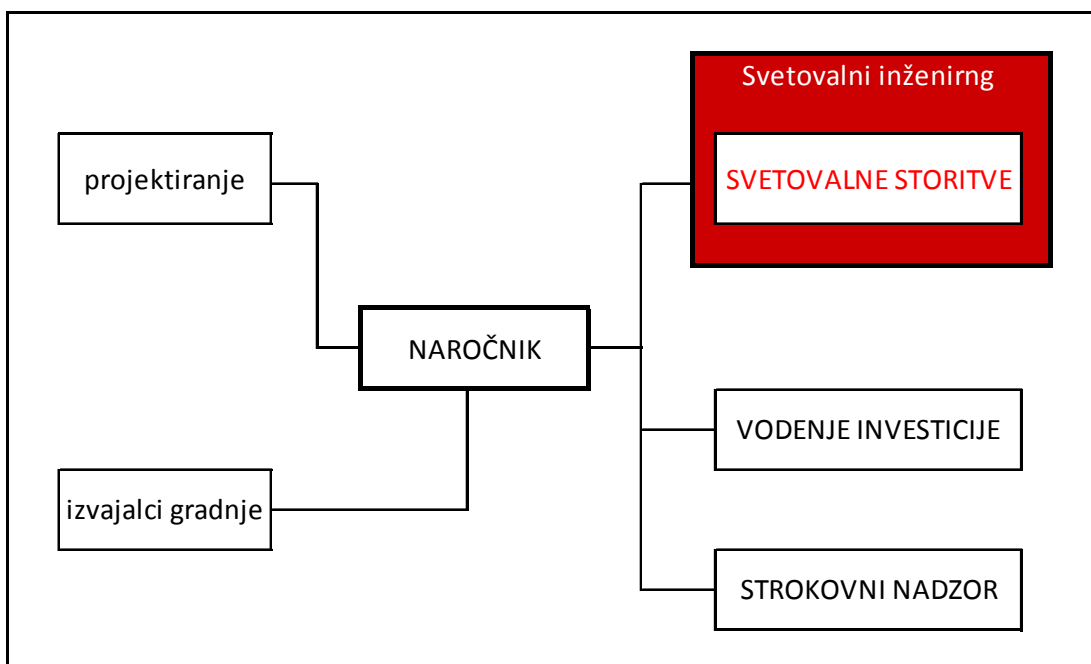 Svetovalni inženirng
projektiranje
SVETOVALNE STORITVE
NAROČNIK
VODENJE INVESTICIJE
izvajalci gradnje
STROKOVNI NADZOR